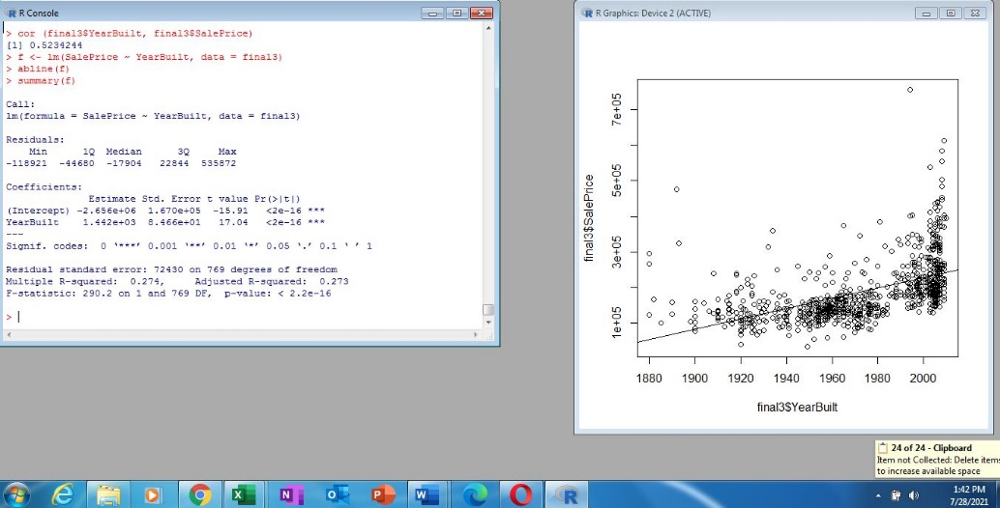 R Console
> cor (final3$YearBuilt, final3$SalePrice)
[1] 0.5234244
> f <- lm(SalePrice ~ YearBuilt, data = final3)
> abline(f)
> summary(f)
Call:
lm(formula = SalePrice ~ YearBuilt, data = final3)
Residuals:
Min 1Q Median 3Q Max
-118921 -44680 -17904 22844 535872
Coefficients:
Estimate Std. Error t value Pr(>|t|)
(Intercept) -2.656e+06 1.670e+05 -15.91 <2e-16 ***
YearBuilt 1.442e+03 8.466e+01 17.04 <2e-16 ***
---
Signif. codes: 0 '***' 0.001 '**' 0.01 '*' 0.05 '.' 0.1 ' ' 1
Residual standard error: 72430 on 769 degrees of freedom
Multiple R-squared: 0.274, Adjusted R-squared: 0.273
F-statistic: 290.2 on 1 and 769 DF, p-value: < 2.2e-16
>
R Graphics: Device 2 (ACTIVE)
7e+05
5e+05
3e+05
1e+05
final3$SalePrice
1880 1900 1920 1940 1960 1980 2000
final3$YearBuilt
24 of 24 - Clipboard
Item not Collected: Delete items
to increase available space
1:42 PM
7/28/2021